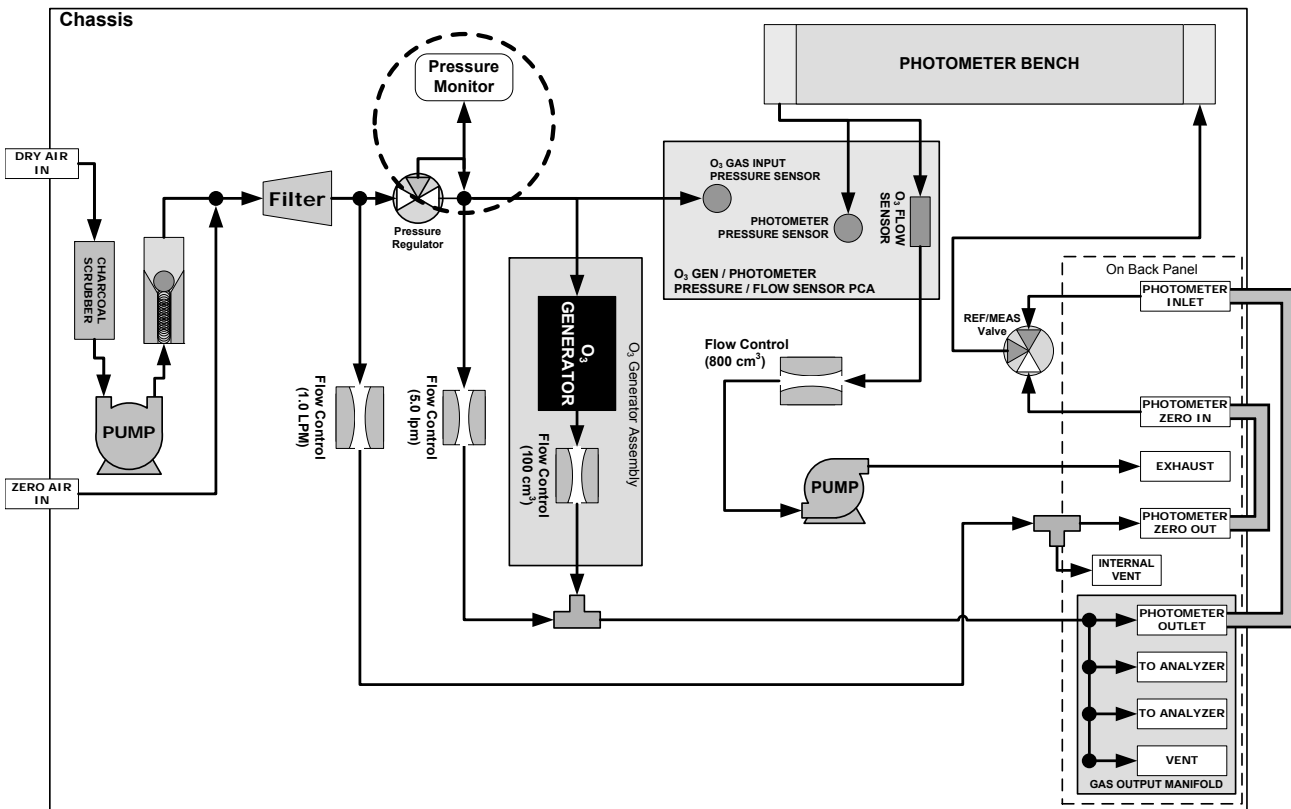 Chassis
Pressure
Monitor
PHOTOMETER BENCH
DRY AIR
IN
O₃ GAS INPUT
PRESSURE SENSOR
Filter
O₃ FLOW
SENSOR
PHOTOMETER
PRESSURE SENSOR
Pressure
Regulator
CHARCOAL
SCRUBBER
O₃ GEN / PHOTOMETER
PRESSURE / FLOW SENSOR PCA
On Back Panel
PHOTOMETER
INLET
REF/MEAS
Valve
O₃
GENERATOR
O₃ Generator Assembly
Flow Control
(800 cm³)
Flow Control
(1.0 LPM)
Flow Control
(5.0 lpm)
PHOTOMETER
ZERO IN
PUMP
Flow Control
(100 cm³)
EXHAUST
ZERO AIR
IN
PUMP
PHOTOMETER
ZERO OUT
INTERNAL
VENT
PHOTOMETER
OUTLET
TO ANALYZER
TO ANALYZER
VENT
GAS OUTPUT MANIFOLD